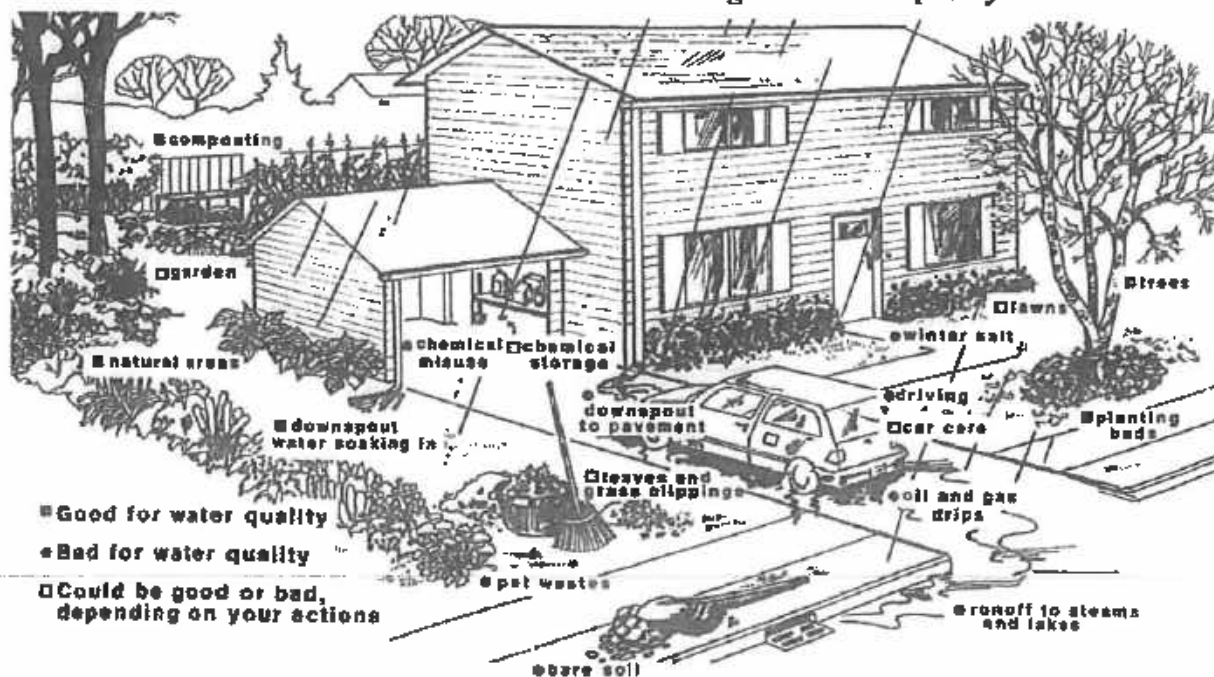 ■composting
□garden
■natural areas
●chemical misuse
□chemical storage
□lawns
■trees
●winter salt
●driving
□car care
■planting beds
■downspout
water soaking in
●downspout
to pavement
□leaves and
grass clippings
●oil and gas
drips
■Good for water quality
●Bad for water quality
□Could be good or bad,
depending on your actions
●pet wastes
●runoff to steams
and lakes
●bare soil